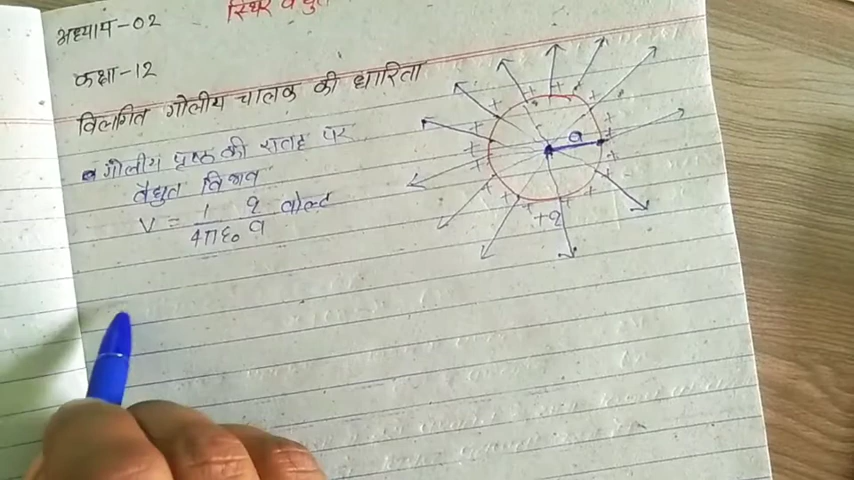 अध्याय-02
स्थिर वैद्युत
कक्षा-12
विलगित गोलीय चालक की धारिता
गोलीय पृष्ठ की सतह पर
वैद्युत विभव
V = 1/4πε₀ q/a वोल्ट
a
+q